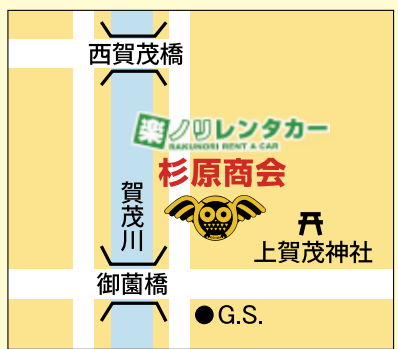 西賀茂橋
楽ノリレンタカー
RAKUNORI RENT A CAR
杉原商会
賀茂川
上賀茂神社
御薗橋
●G.S.